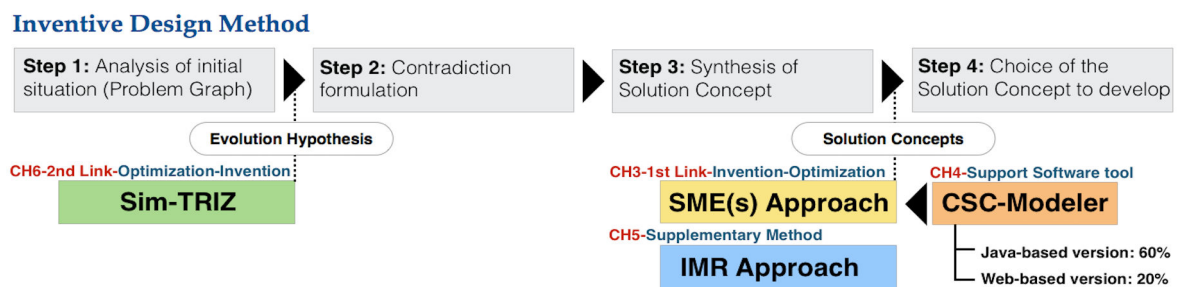 Inventive Design Method
Step 1: Analysis of initial
situation (Problem Graph)
Step 2: Contradiction
formulation
Step 3: Synthesis of
Solution Concept
Step 4: Choice of the
Solution Concept to develop
Evolution Hypothesis
Solution Concepts
CH6-2nd Link-Optimization-Invention
Sim-TRIZ
CH3-1st Link-Invention-Optimization
SME(s) Approach
CH4-Support Software tool
CSC-Modeler
CH5-Supplementary Method
IMR Approach
Java-based version: 60%
Web-based version: 20%